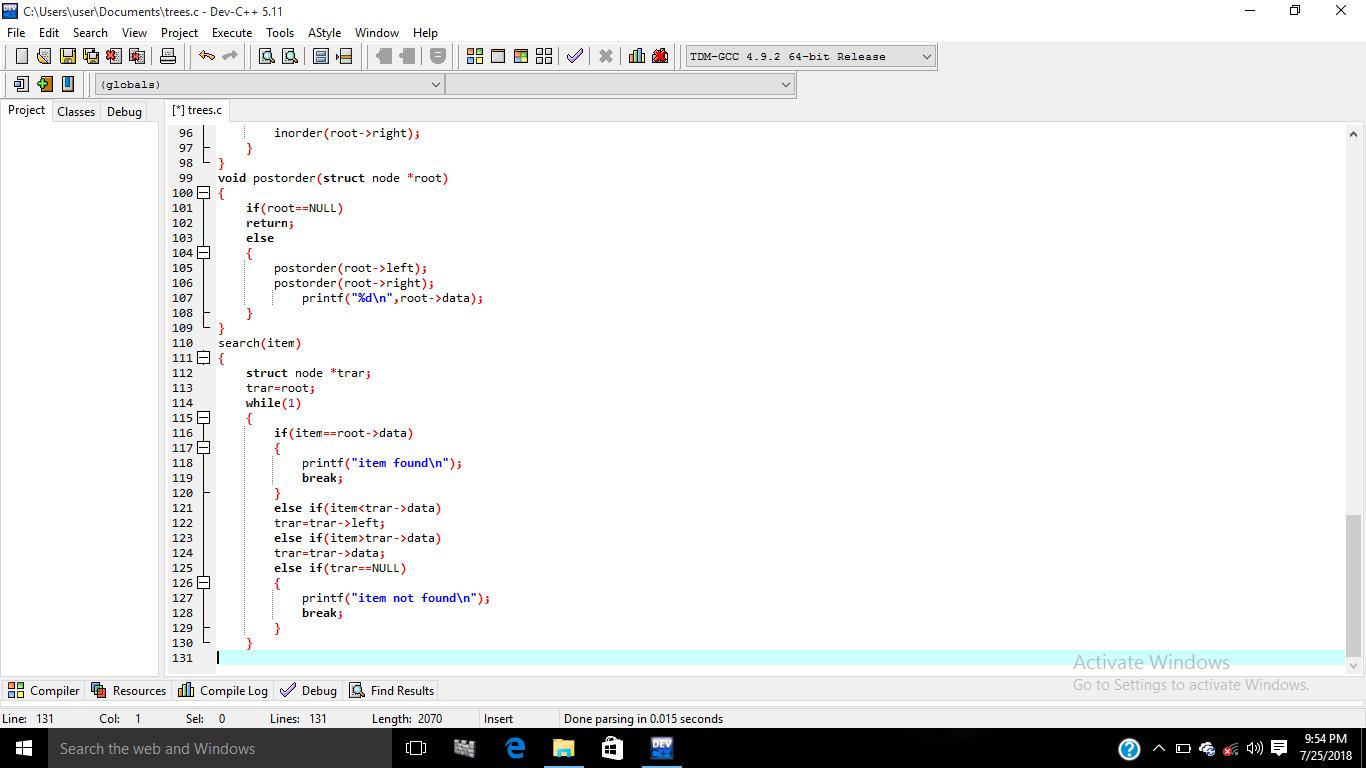 C:\Users\user\Documents\trees.c - Dev-C++ 5.11
File Edit Search View Project Execute Tools AStyle Window Help
TDM-GCC 4.9.2 64-bit Release
(globals)
Project Classes Debug [*] trees.c
96 inorder(root->right);
97 }
98 }
99 void postorder(struct node *root)
100 {
101 if(root==NULL)
102 return;
103 else
104 {
105 postorder(root->left);
106 postorder(root->right);
107 printf("%d\n",root->data);
108 }
109 }
110 search(item)
111 {
112 struct node *trar;
113 trar=root;
114 while(1)
115 {
116 if(item==root->data)
117 {
118 printf("item found\n");
119 break;
120 }
121 else if(item<trar->data)
122 trar=trar->left;
123 else if(item>trar->data)
124 trar=trar->data;
125 else if(trar==NULL)
126 {
127 printf("item not found\n");
128 break;
129 }
130 }
131
Activate Windows
Go to Settings to activate Windows.
Compiler Resources Compile Log Debug Find Results
Line: 131 Col: 1 Sel: 0 Lines: 131 Length: 2070 Insert Done parsing in 0.015 seconds
Search the web and Windows
DEV
9:54 PM
7/25/2018